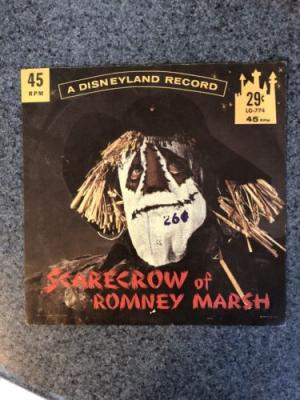 45
RPM
A DISNEYLAND RECORD
29¢
LG-774
45 RPM
260
SCARECROW of
ROMNEY MARSH